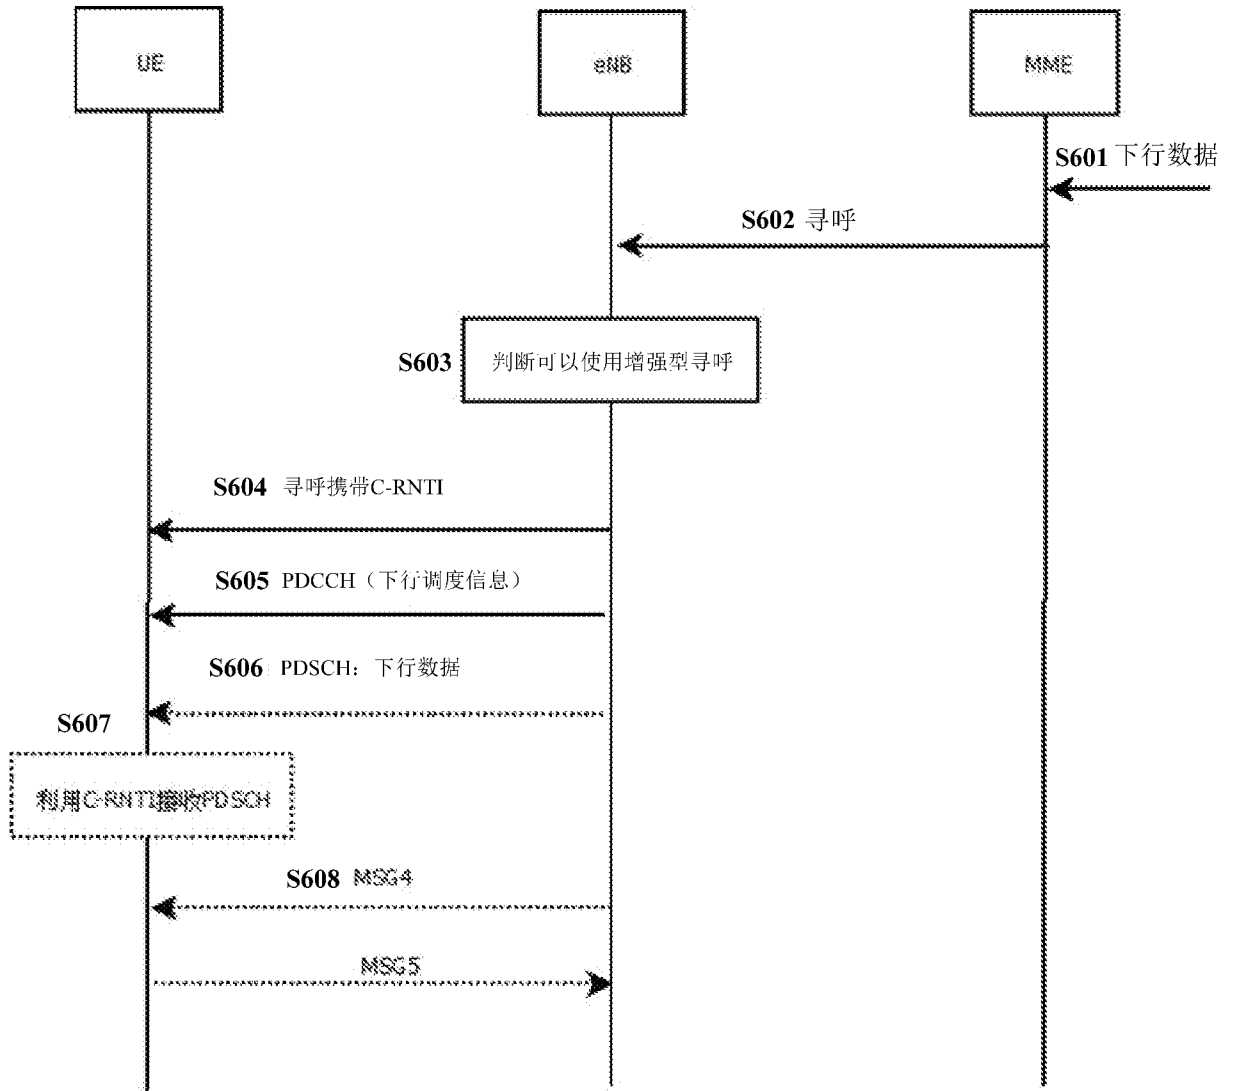 UE
eNB
MME
S601 下行数据
S602 寻呼
S603 判断可以使用增强型寻呼
S604 寻呼携带C-RNTI
S605 PDCCH（下行调度信息）
S606 PDSCH：下行数据
S607
利用C-RNTI接收PDSCH
S608 MSG4
MSG5